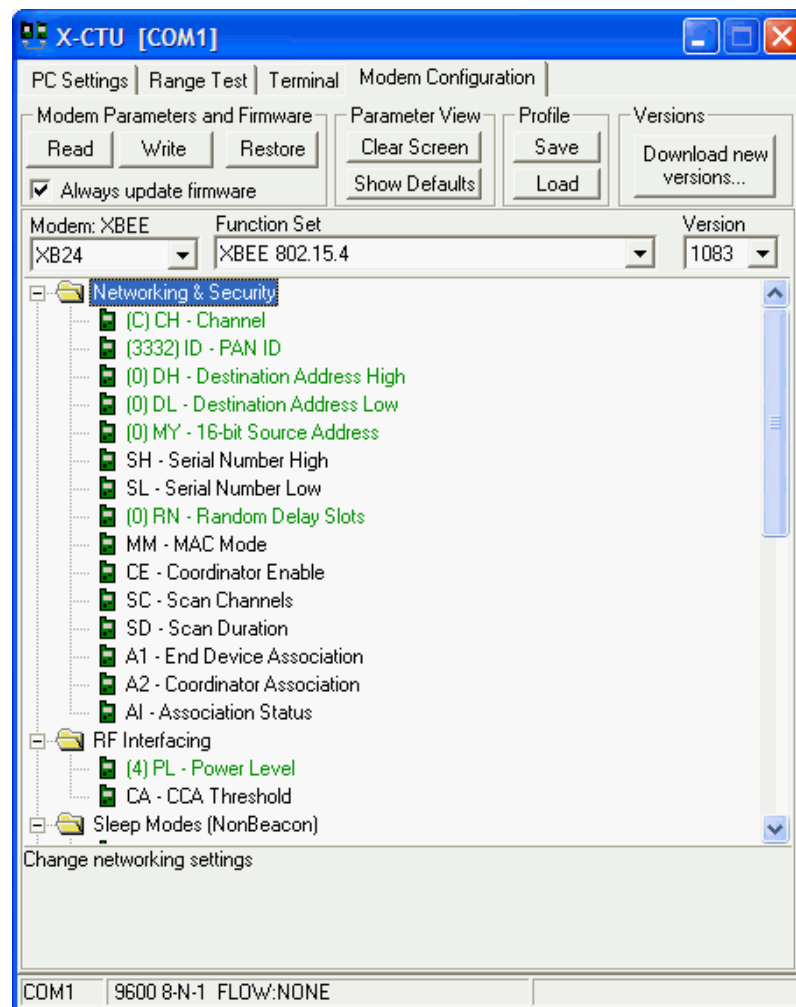 X-CTU [COM1]
PC Settings Range Test Terminal Modem Configuration
Modem Parameters and Firmware Parameter View Profile Versions
Read Write Restore Clear Screen Save Download new versions...
Always update firmware Show Defaults Load
Modem: XBEE Function Set Version
XB24 XBEE 802.15.4 1083
Networking & Security
(C) CH - Channel
(3332) ID - PAN ID
(0) DH - Destination Address High
(0) DL - Destination Address Low
(0) MY - 16-bit Source Address
SH - Serial Number High
SL - Serial Number Low
(0) RN - Random Delay Slots
MM - MAC Mode
CE - Coordinator Enable
SC - Scan Channels
SD - Scan Duration
A1 - End Device Association
A2 - Coordinator Association
AI - Association Status
RF Interfacing
(4) PL - Power Level
CA - CCA Threshold
Sleep Modes (NonBeacon)
Change networking settings
COM1 9600 8-N-1 FLOW:NONE